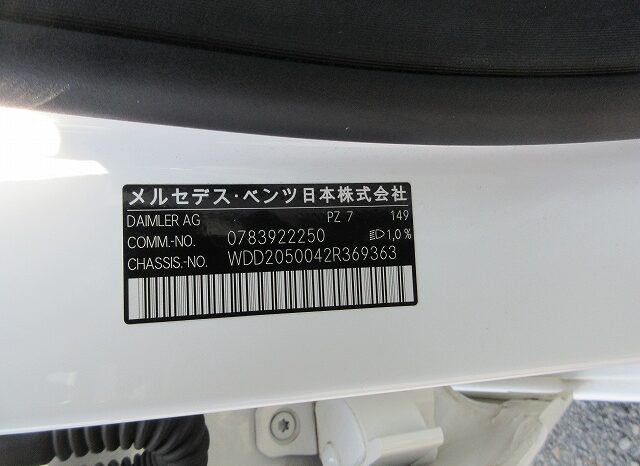 メルセデス・ベンツ日本株式会社
DAIMLER AG PZ 7 149
COMM.-NO. 0783922250 1,0%
CHASSIS.-NO. WDD2050042R369363